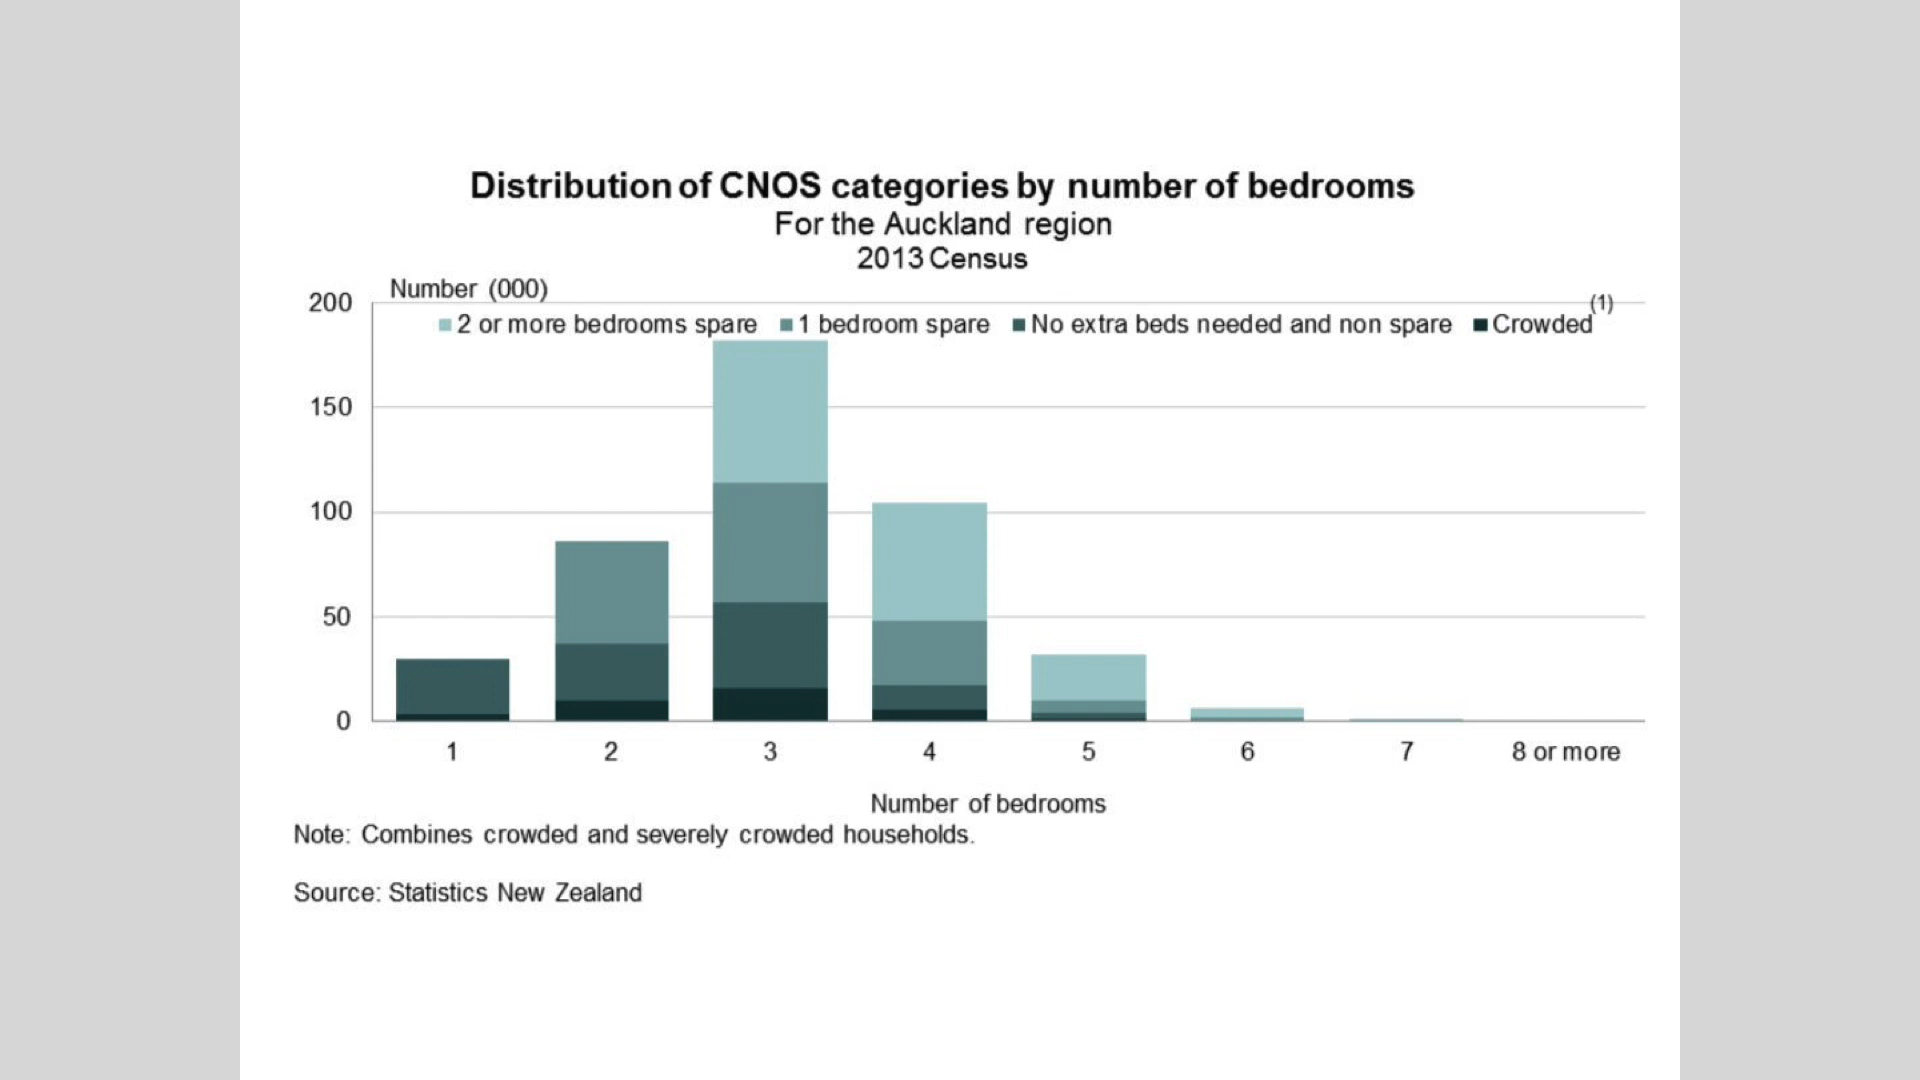 Distribution of CNOS categories by number of bedrooms
For the Auckland region
2013 Census
Number (000)
200
(1)
2 or more bedrooms spare 1 bedroom spare No extra beds needed and non spare Crowded
150
100
50
0
1 2 3 4 5 6 7 8 or more
Number of bedrooms
Note: Combines crowded and severely crowded households.
Source: Statistics New Zealand